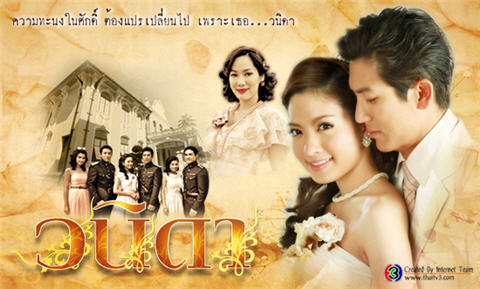 ความทะนงในศักดิ์ ต้องแปรเปลี่ยนไป เพราะเธอ...วนิดา
วนิดา
3
Created By Internet Team
www.thaitv3.com